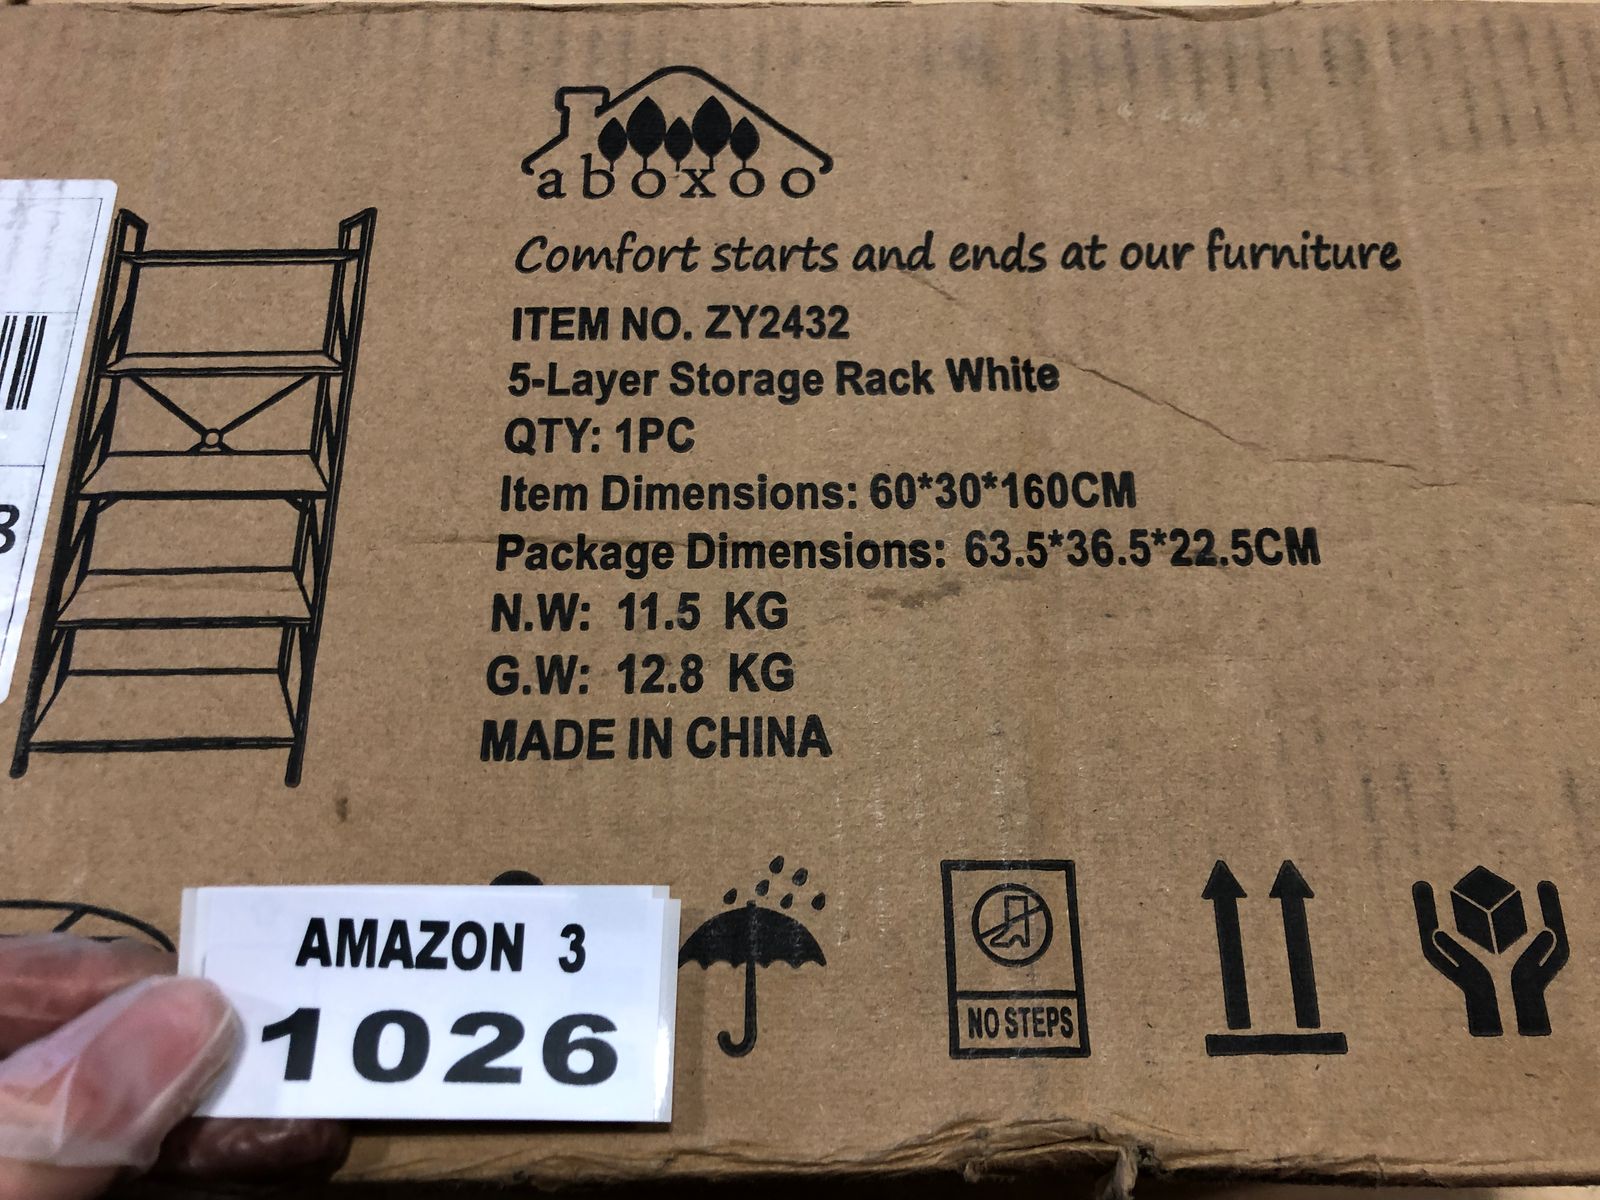 aboxoo
Comfort starts and ends at our furniture
ITEM NO. ZY2432
5-Layer Storage Rack White
QTY: 1PC
Item Dimensions: 60*30*160CM
Package Dimensions: 63.5*36.5*22.5CM
N.W: 11.5 KG
G.W: 12.8 KG
MADE IN CHINA
NO STEPS
AMAZON 3
1026